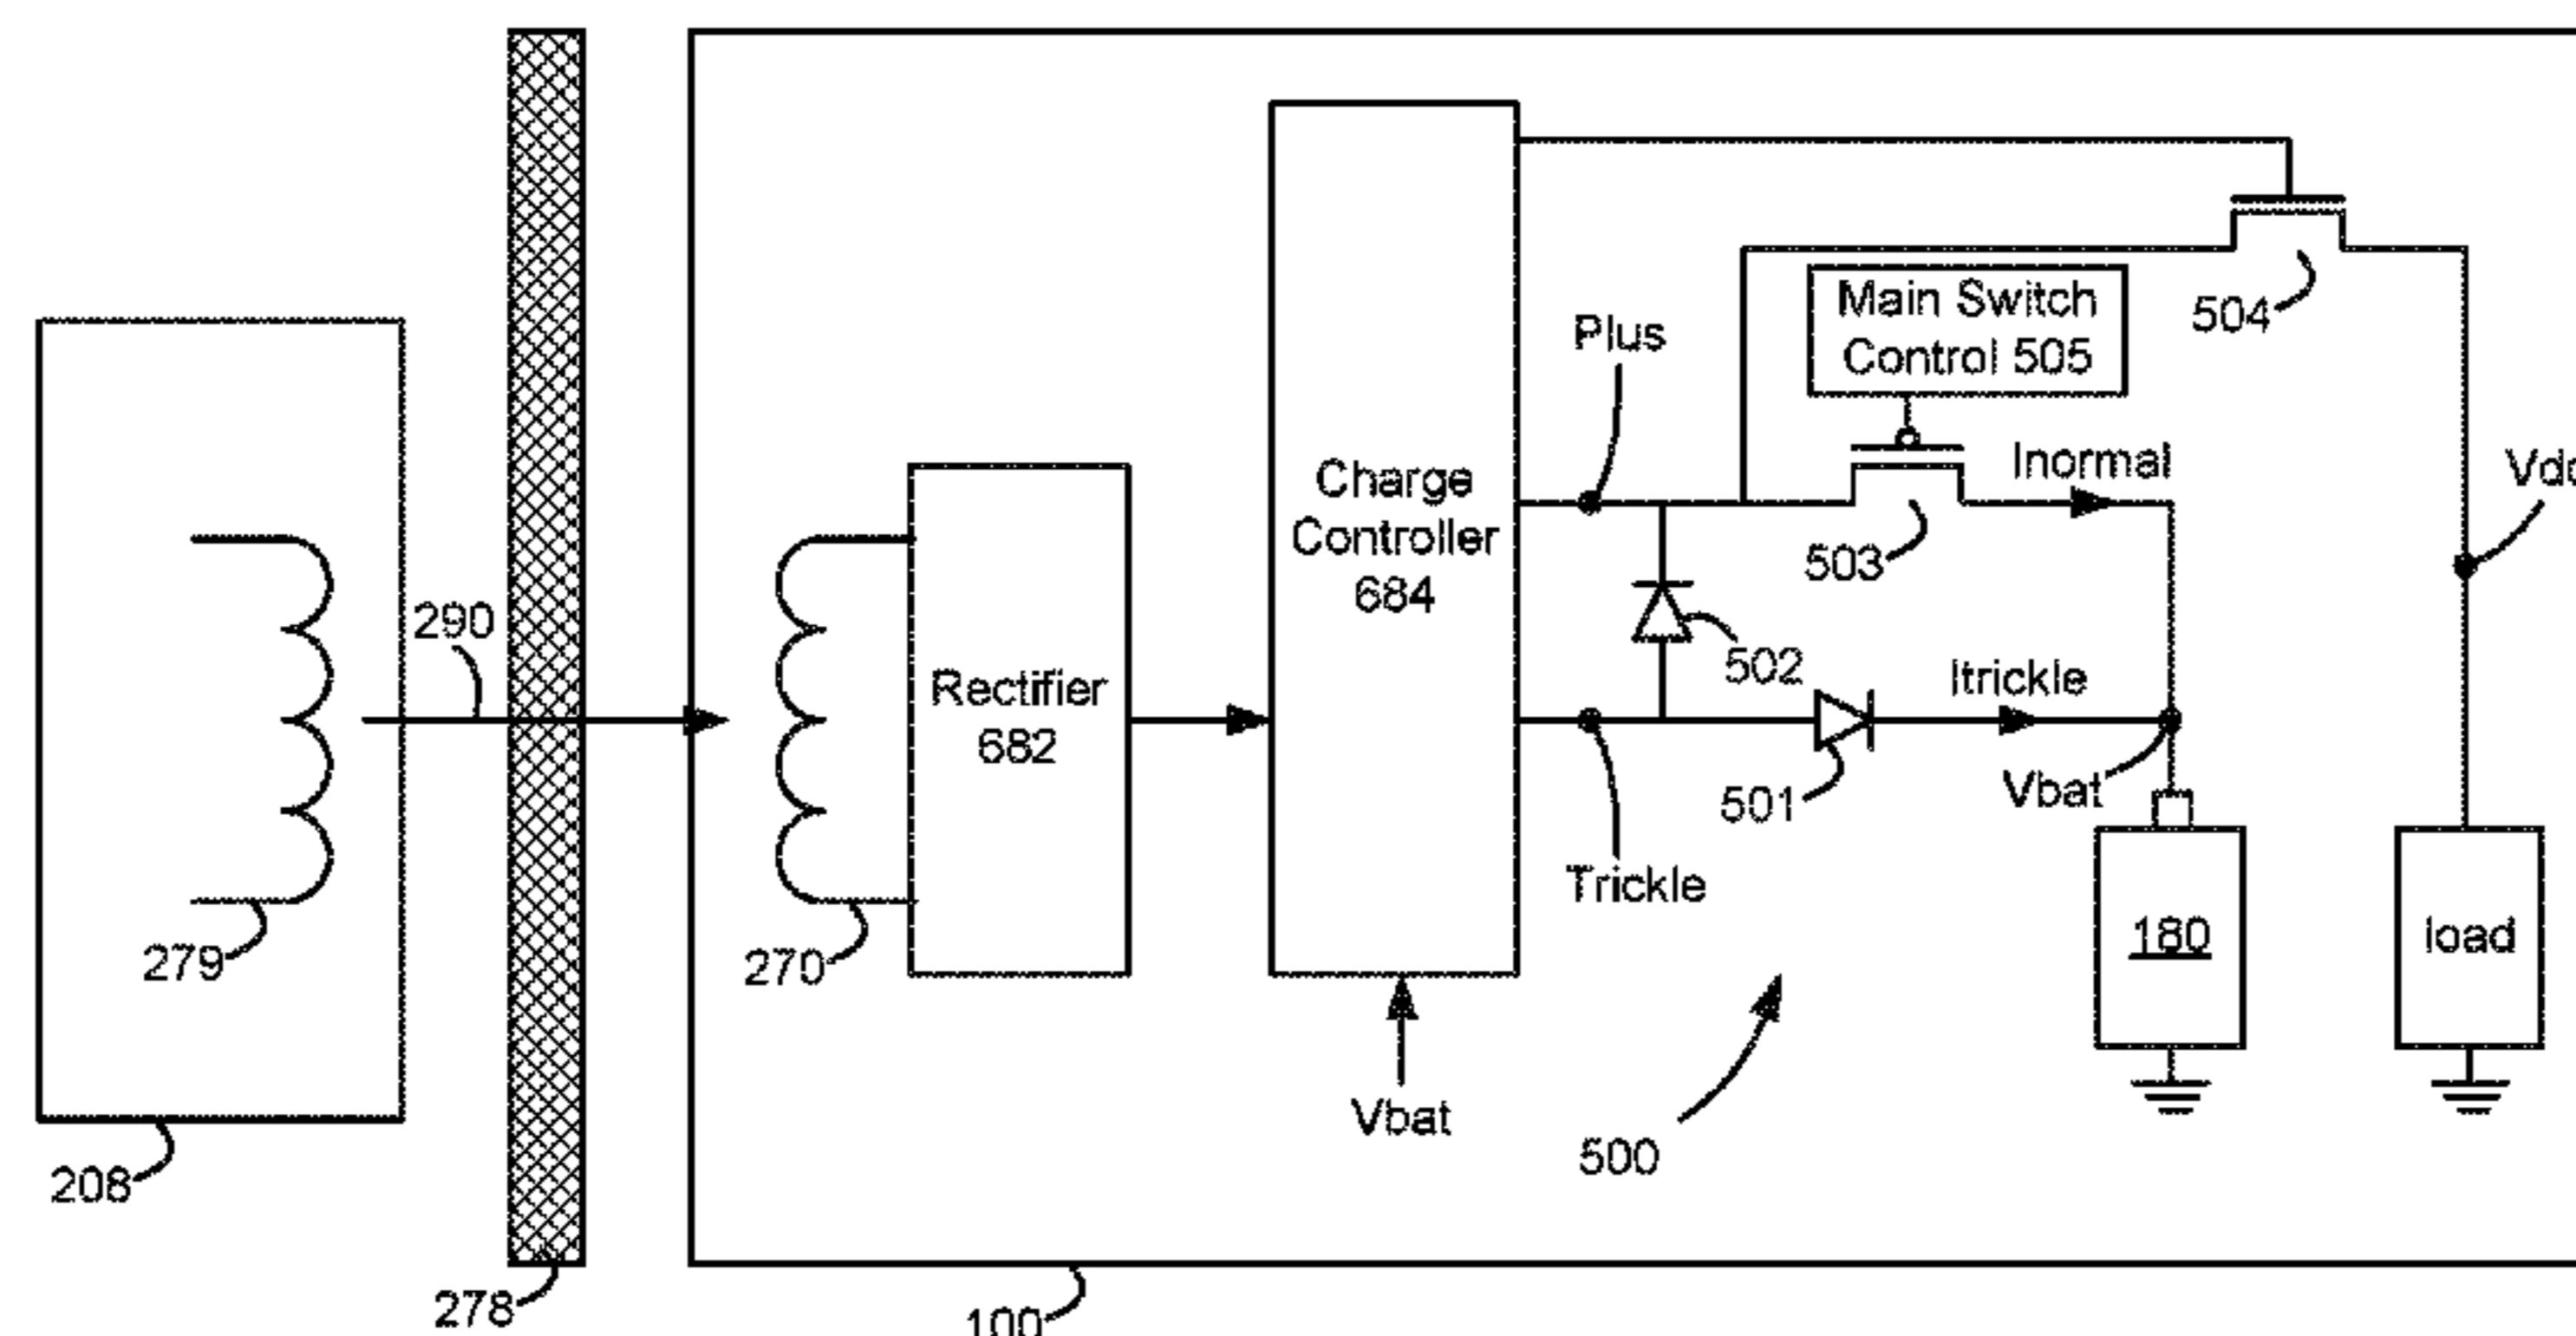 Main Switch
Control 505
504
Plus
Inormal
Charge
Controller
684
503
290
502
Itrickle
Rectifier
682
501
Vbat
Trickle
180
load
279
270
Vbat
500
208
278
100